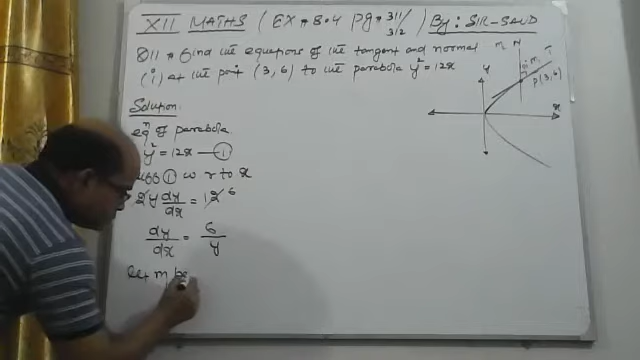 XII MATHS ( EX # 8.4 Pg # 311/312 ) By: SIR-SAUD
Q11 # Find the equations of the tangent and normal
(i) at the point (3,6) to the parabola y² = 12x
Solution:
eqⁿ of parabola
y² = 12x — ①
① w r to x
2y dy/dx = 12 6
dy/dx = 6/y
Let m be
N
T
y
P(3,6)
x